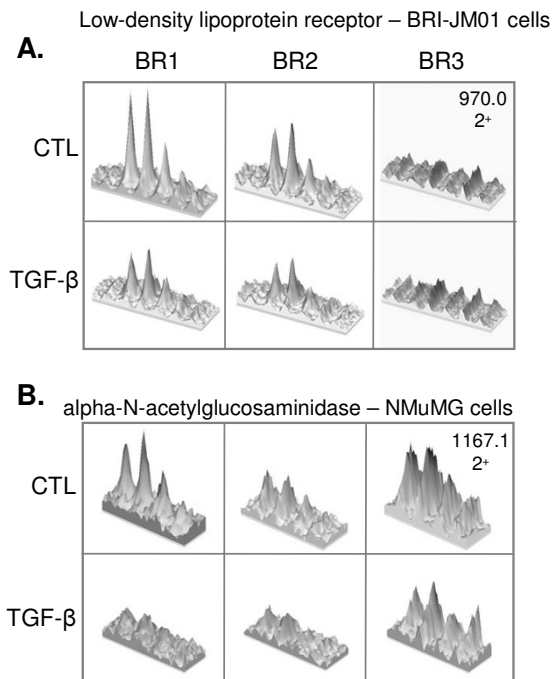 Low-density lipoprotein receptor – BRI-JM01 cells
A.
BR1 BR2 BR3
CTL
970.0
2+
TGF-β
B.
alpha-N-acetylglucosaminidase – NMuMG cells
CTL
1167.1
2+
TGF-β